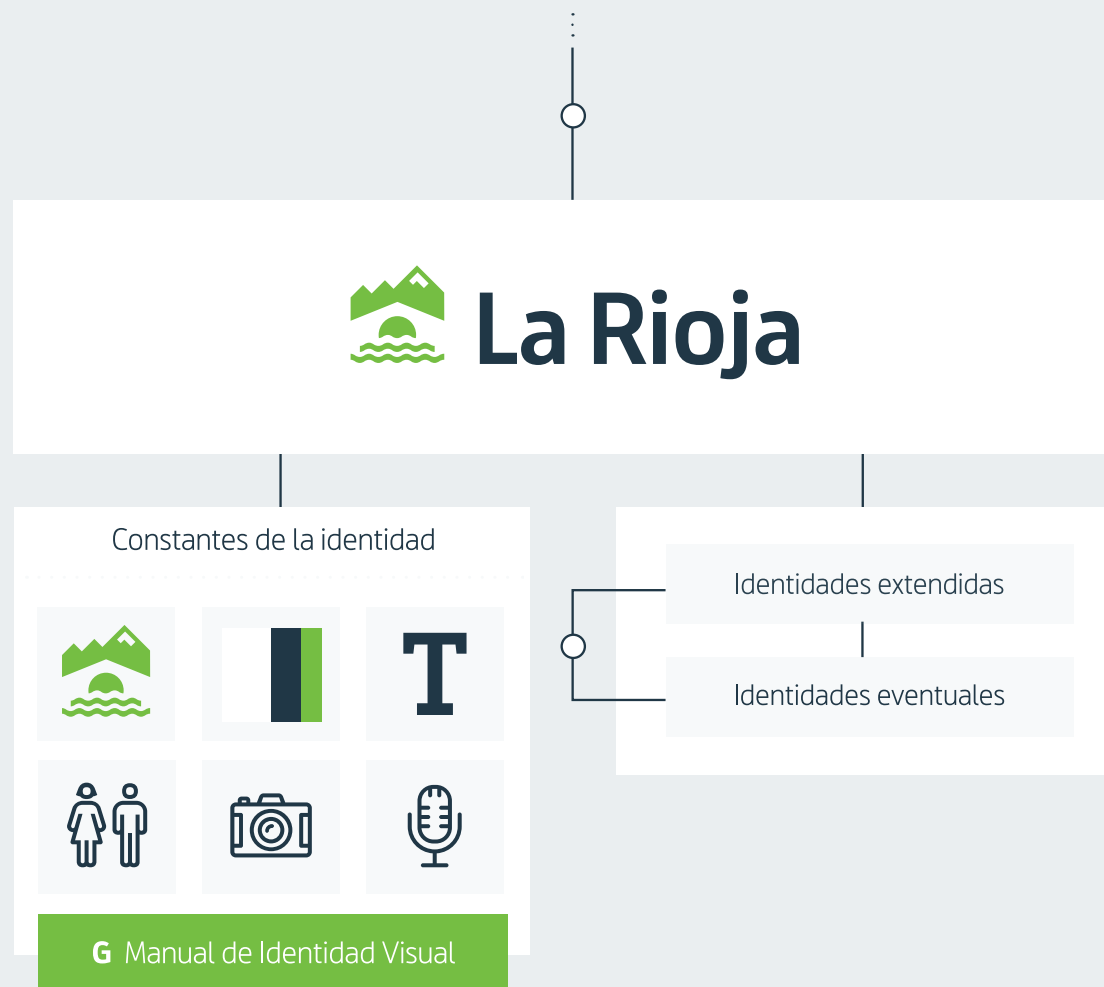 La Rioja
Constantes de la identidad
T
Identidades extendidas
Identidades eventuales
G Manual de Identidad Visual